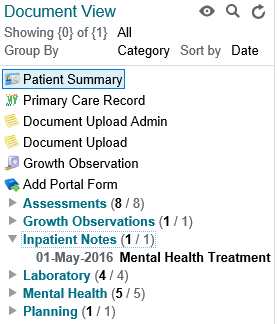 Document View
Showing {0} of {1} All
Group By Category Sort by Date
Patient Summary
Primary Care Record
Document Upload Admin
Document Upload
Growth Observation
Add Portal Form
Assessments (8 / 8)
Growth Observations (1 / 1)
Inpatient Notes (1 / 1)
01-May-2016 Mental Health Treatment
Laboratory (4 / 4)
Mental Health (5 / 5)
Planning (1 / 1)